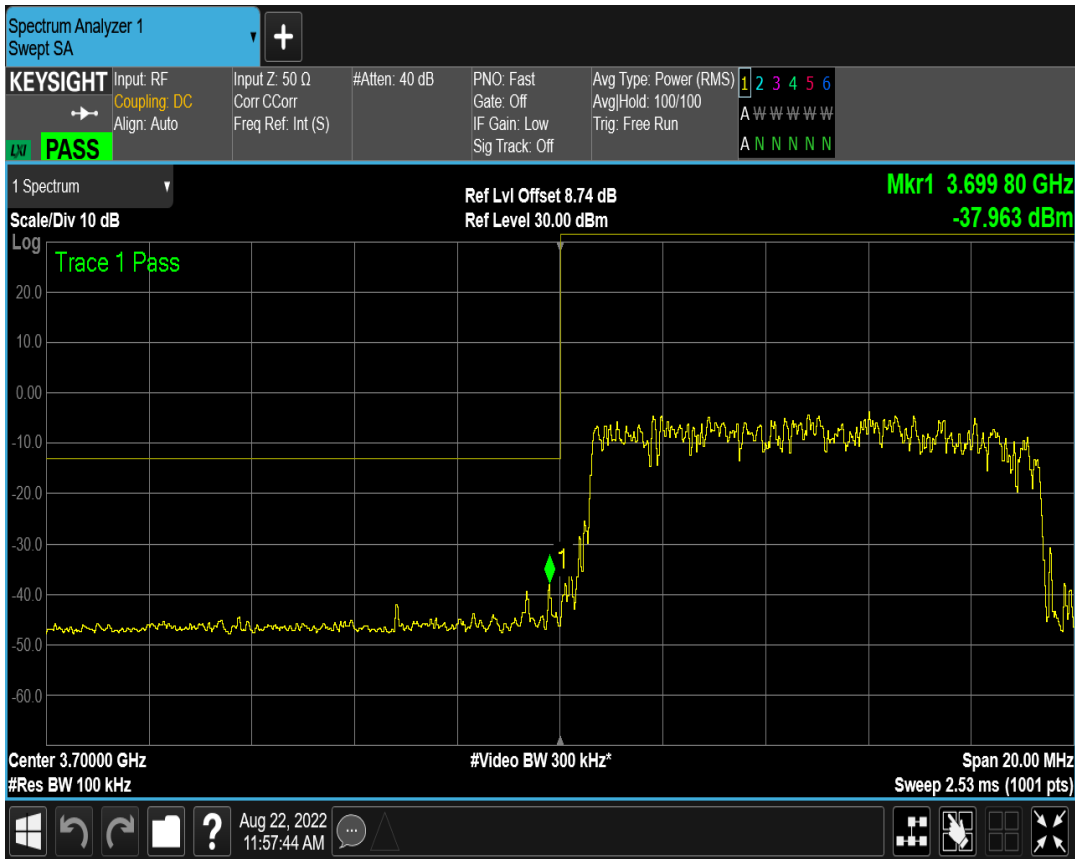 Spectrum Analyzer 1
Swept SA
+
KEYSIGHT
LXI PASS
Input: RF
Coupling: DC
Align: Auto
Input Z: 50 Ω
Corr CCorr
Freq Ref: Int (S)
#Atten: 40 dB
PNO: Fast
Gate: Off
IF Gain: Low
Sig Track: Off
Avg Type: Power (RMS)
Avg|Hold: 100/100
Trig: Free Run
1 2 3 4 5 6
A W W W W W
A N N N N N
1 Spectrum
Scale/Div 10 dB
Ref Lvl Offset 8.74 dB
Ref Level 30.00 dBm
Mkr1 3.699 80 GHz
-37.963 dBm
Log
Trace 1 Pass
20.0
10.0
0.00
-10.0
-20.0
-30.0
1
-40.0
-50.0
-60.0
Center 3.70000 GHz
#Video BW 300 kHz*
Span 20.00 MHz
#Res BW 100 kHz
Sweep 2.53 ms (1001 pts)
?
Aug 22, 2022
11:57:44 AM